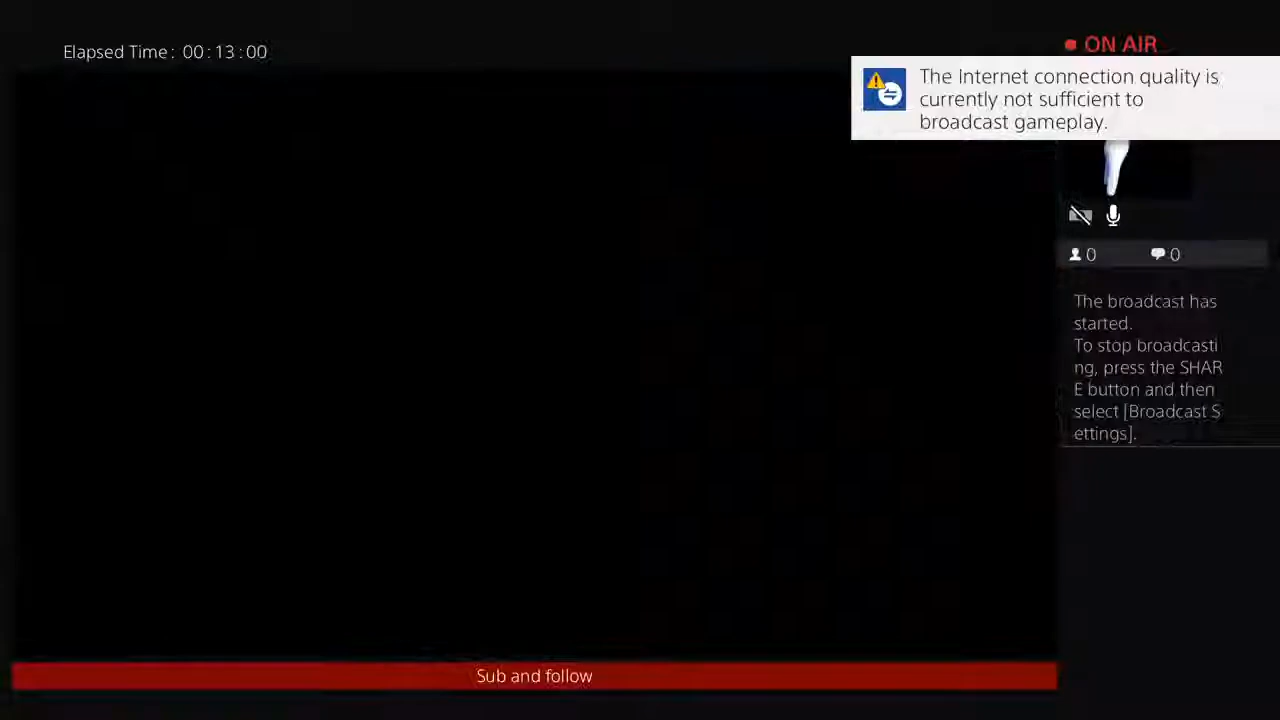 Elapsed Time: 00:13:00
ON AIR
The Internet connection quality is
currently not sufficient to
broadcast gameplay.
0
0
The broadcast has
started.
To stop broadcasti
ng, press the SHAR
E button and then
select [Broadcast S
ettings].
Sub and follow